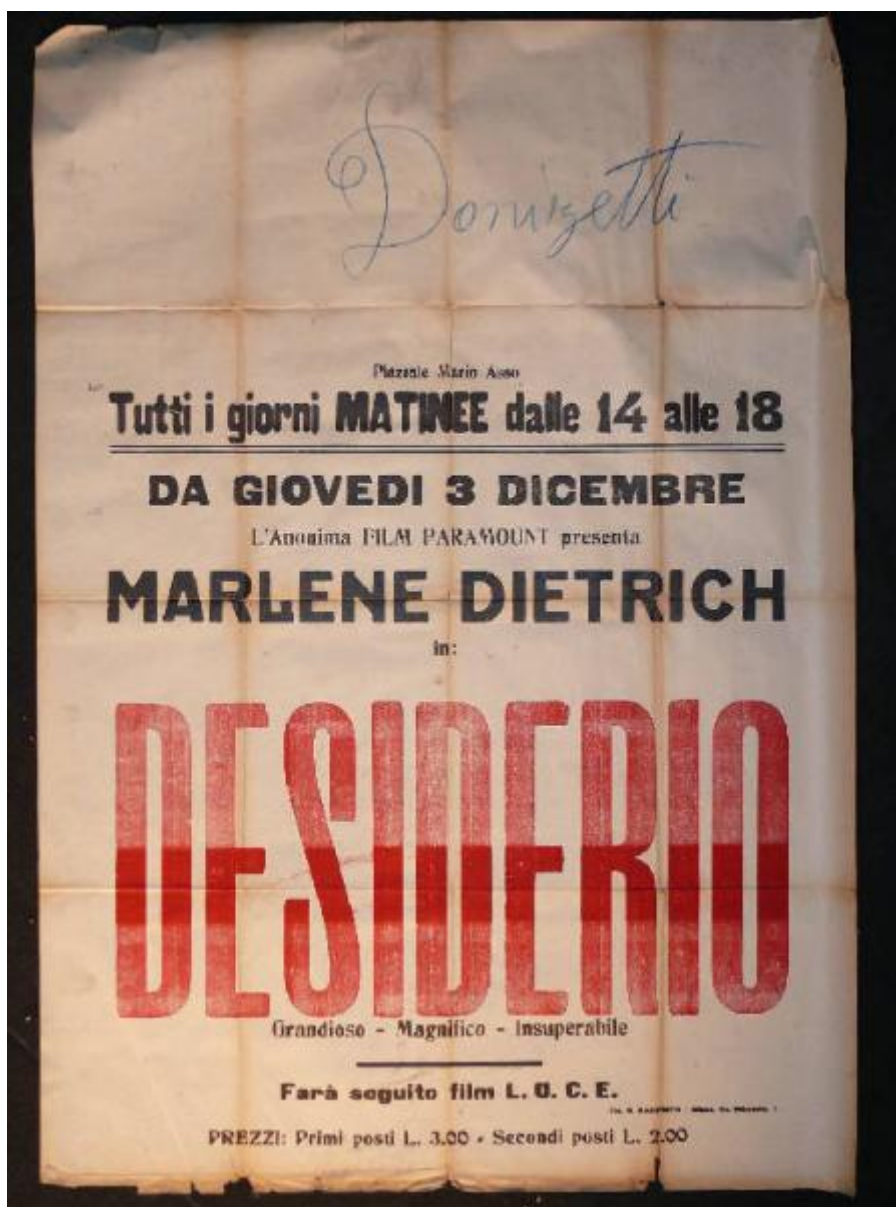 Donizetti
Piazzale Mario Asso
Tutti i giorni MATINEE dalle 14 alle 18
DA GIOVEDI 3 DICEMBRE
L'Anonima FILM PARAMOUNT presenta
MARLENE DIETRICH
in:
DESIDERIO
Grandioso - Magnifico - Insuperabile
Farà seguito film L. U. C. E.
PREZZI: Primi posti L. 3.00 - Secondi posti L. 2.00